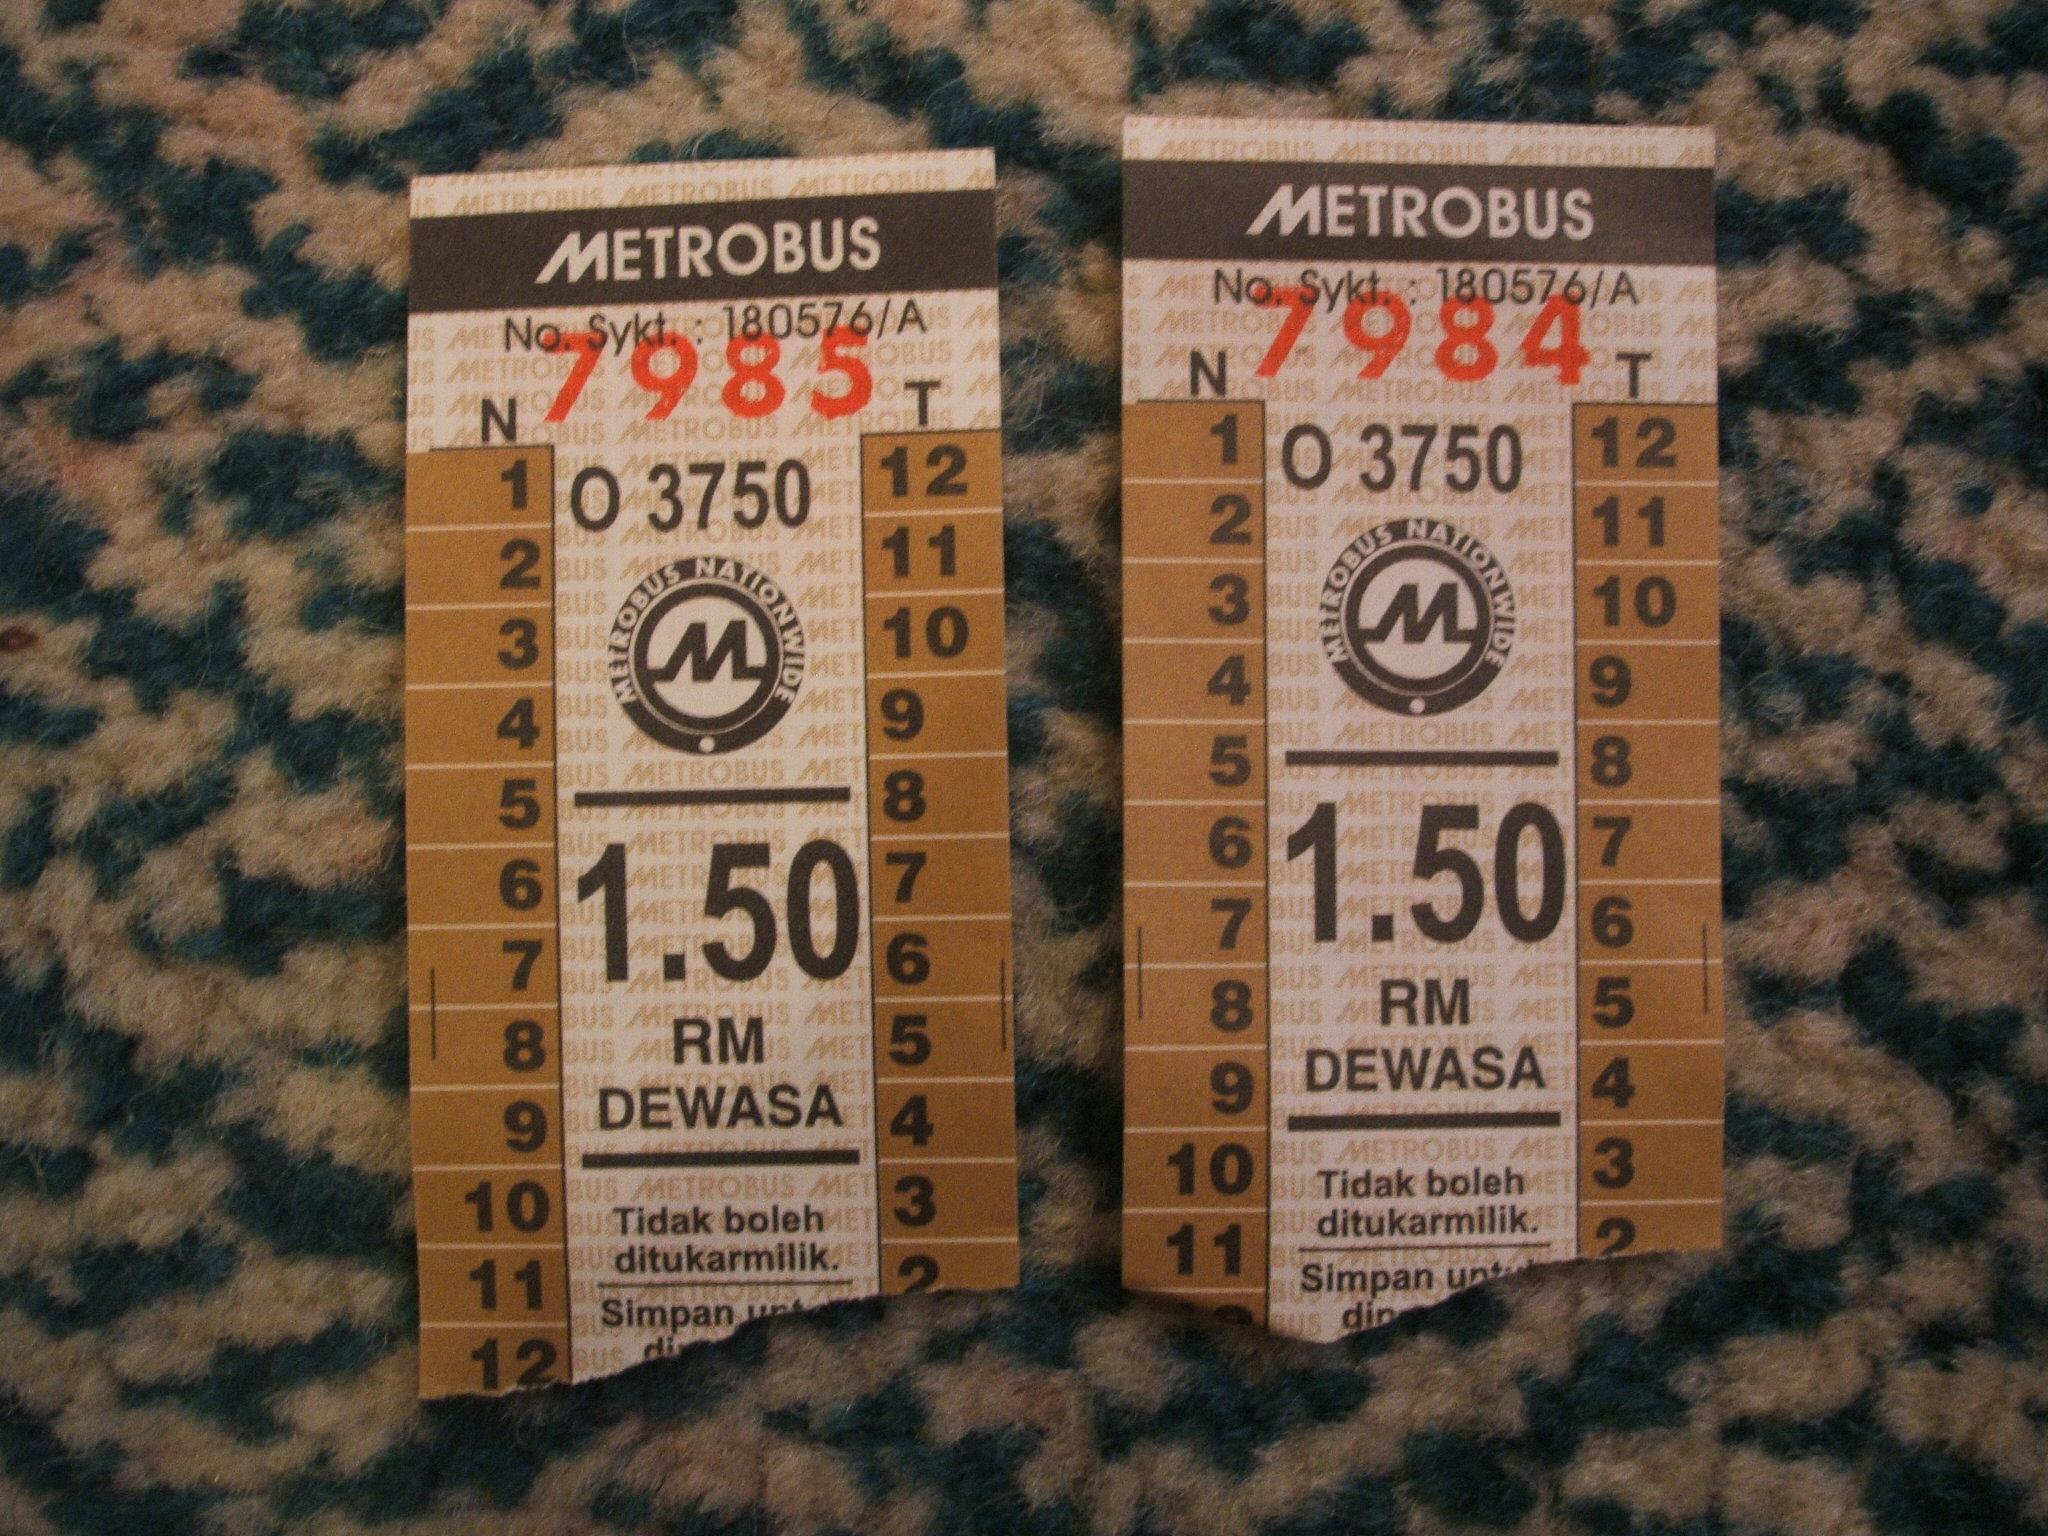 METROBUS
No. Sykt. : 180576/A
7985
N T
O 3750
METROBUS NATIONWIDE
M
1.50
RM
DEWASA
Tidak boleh
ditukarmilik.
Simpan
1
2
3
4
5
6
7
8
9
10
11
12
12
11
10
9
8
7
6
5
4
3
2
METROBUS
No. Sykt. : 180576/A
7984
N T
O 3750
METROBUS NATIONWIDE
M
1.50
RM
DEWASA
Tidak boleh
ditukarmilik.
Simpan
1
2
3
4
5
6
7
8
9
10
11
12
11
10
9
8
7
6
5
4
3
2